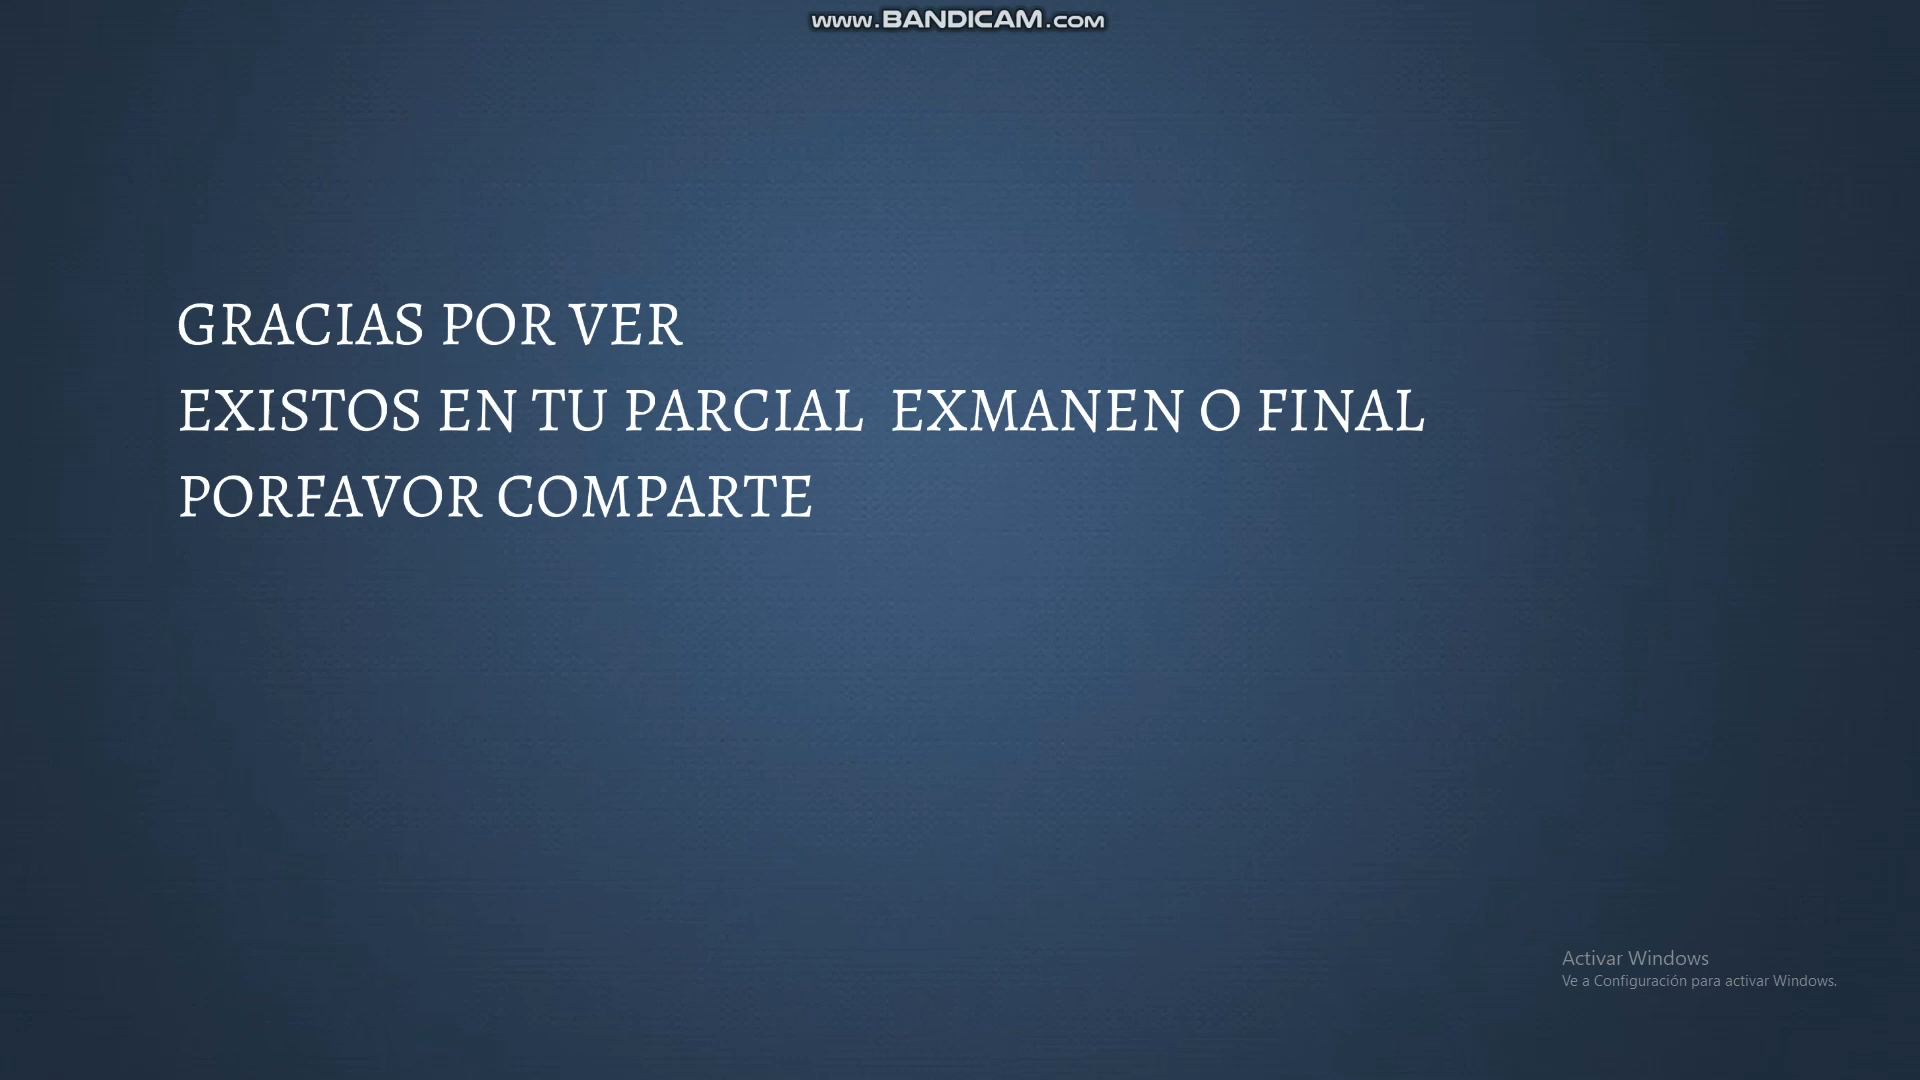 www.BANDICAM.com
GRACIAS POR VER
EXISTOS EN TU PARCIAL  EXMANEN O FINAL
PORFAVOR COMPARTE
Activar Windows
Ve a Configuración para activar Windows.